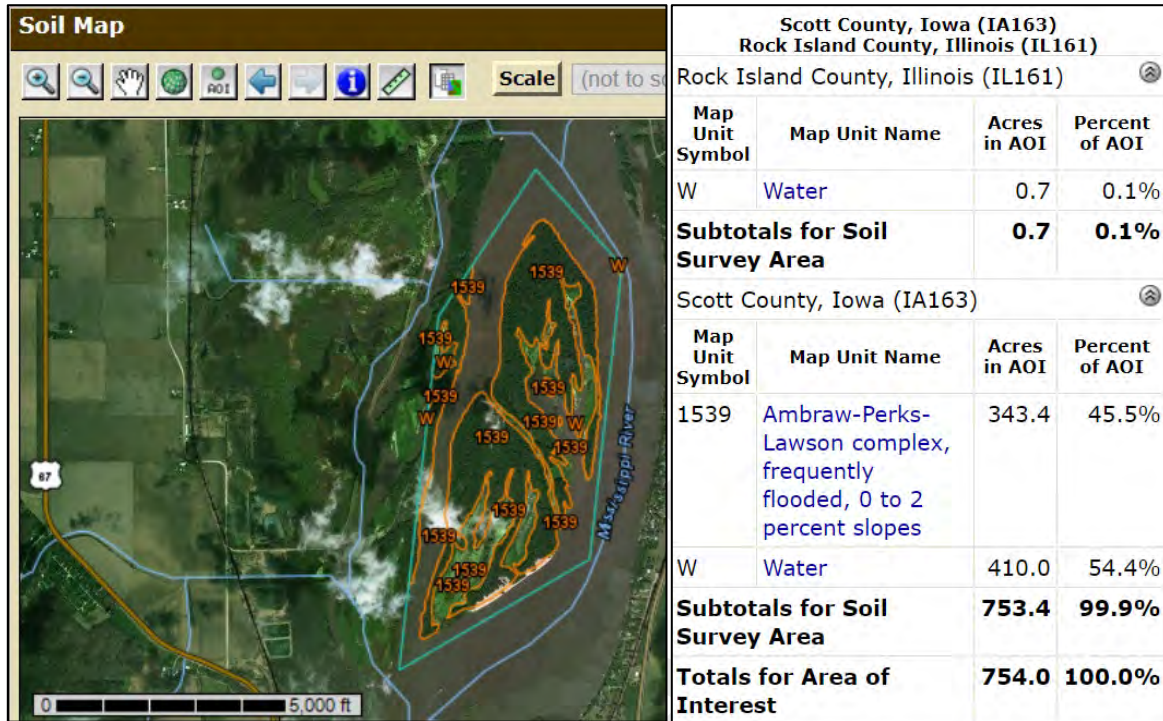 Soil Map
AOI
Scale
(not to sc
1539
W
1539
1539
W
1539
1539
W
1539
1539
W
1539
1539
67
1539
1539
1539
1539
1539
Mississippi River
0
5,000 ft
Scott County, Iowa (IA163)
Rock Island County, Illinois (IL161)
Rock Island County, Illinois (IL161)
Map
Unit
Symbol
Map Unit Name
Acres
in AOI
Percent
of AOI
W Water 0.7 0.1%
Subtotals for Soil
Survey Area
0.7 0.1%
Scott County, Iowa (IA163)
Map
Unit
Symbol
Map Unit Name
Acres
in AOI
Percent
of AOI
1539 Ambraw-Perks- 343.4 45.5%
Lawson complex,
frequently
flooded, 0 to 2
percent slopes
W Water 410.0 54.4%
Subtotals for Soil
Survey Area
753.4 99.9%
Totals for Area of
Interest
754.0 100.0%